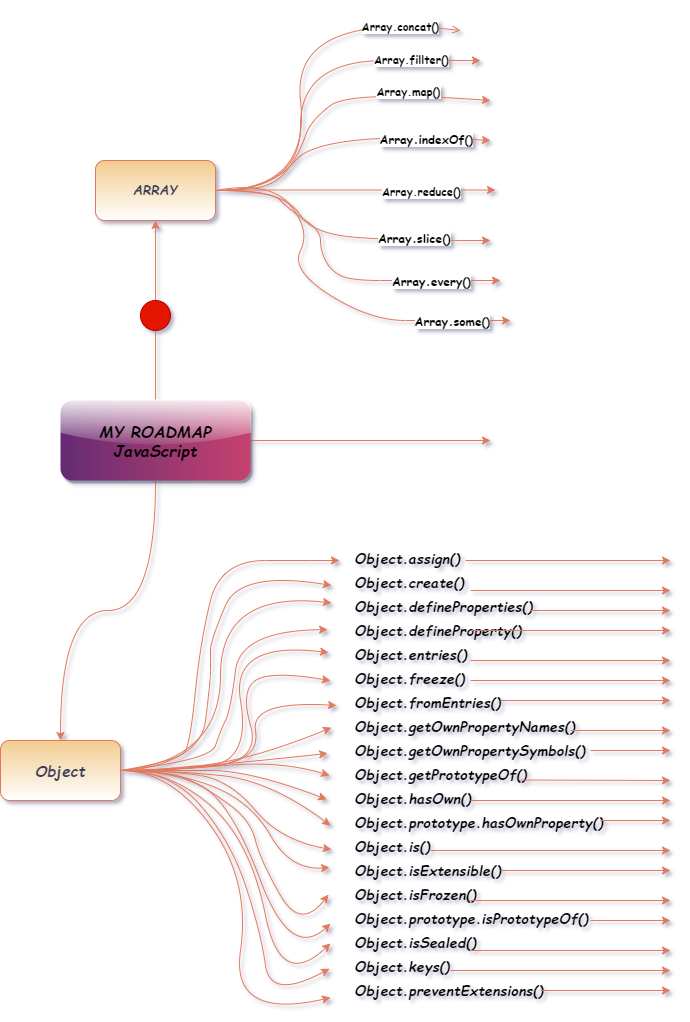 Array.concat()
Array.fillter()
Array.map()
Array.indexOf()
ARRAY
Array.reduce()
Array.slice()
Array.every()
Array.some()
MY ROADMAP
JavaScript
Object.assign()
Object.create()
Object.defineProperties()
Object.defineProperty()
Object.entries()
Object.freeze()
Object.fromEntries()
Object.getOwnPropertyNames()
Object.getOwnPropertySymbols()
Object
Object.getPrototypeOf()
Object.hasOwn()
Object.prototype.hasOwnProperty()
Object.is()
Object.isExtensible()
Object.isFrozen()
Object.prototype.isPrototypeOf()
Object.isSealed()
Object.keys()
Object.preventExtensions()